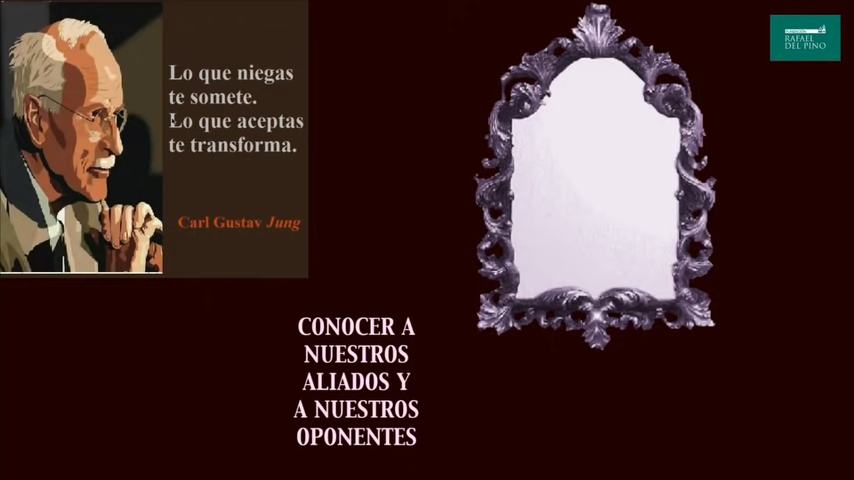 Lo que niegas
te somete.
Lo que aceptas
te transforma.
Carl Gustav Jung
FUNDACIÓN
RAFAEL
DEL PINO
CONOCER A
NUESTROS
ALIADOS Y
A NUESTROS
OPONENTES